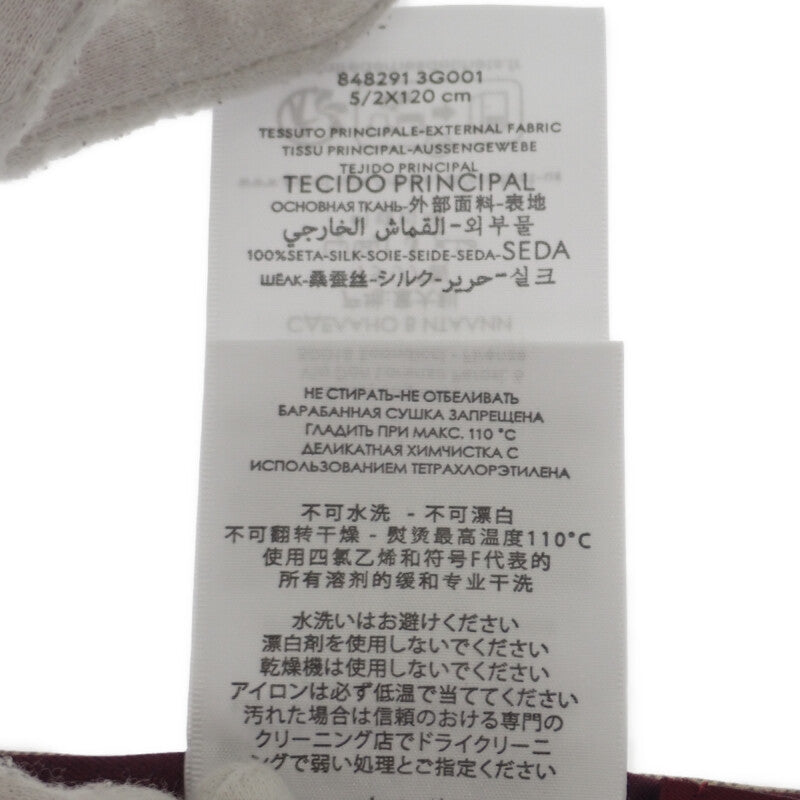 848291 3G001
5/2X120 cm
TESSUTO PRINCIPALE-EXTERNAL FABRIC
TISSU PRINCIPAL-AUSSENGEWEBE
TEJIDO PRINCIPAL
TECIDO PRINCIPAL
ОСНОВНАЯ ТКАНЬ-外部面料-表地
القماش الخارجي-외부물
100%SETA-SILK-SOIE-SEIDE-SEDA-SEDA
ШЁЛК-桑蚕丝-シルク-حرير-실크
НЕ СТИРАТЬ-НЕ ОТБЕЛИВАТЬ
БАРАБАННАЯ СУШКА ЗАПРЕЩЕНА
ГЛАДИТЬ ПРИ МАКС. 110 °C
ДЕЛИКАТНАЯ ХИМЧИСТКА С
ИСПОЛЬЗОВАНИЕМ ТЕТРАХЛОРЭТИЛЕНА
不可水洗 - 不可漂白
不可翻转干燥 - 熨烫最高温度110°C
使用四氯乙烯和符号F代表的
所有溶剂的缓和专业干洗
水洗いはお避けください
漂白剤を使用しないでください
乾燥機は使用しないでください
アイロンは必ず低温で当ててください
汚れた場合は信頼のおける専門の
クリーニング店でドライクリーニ
ングで弱い処理とご指定ください